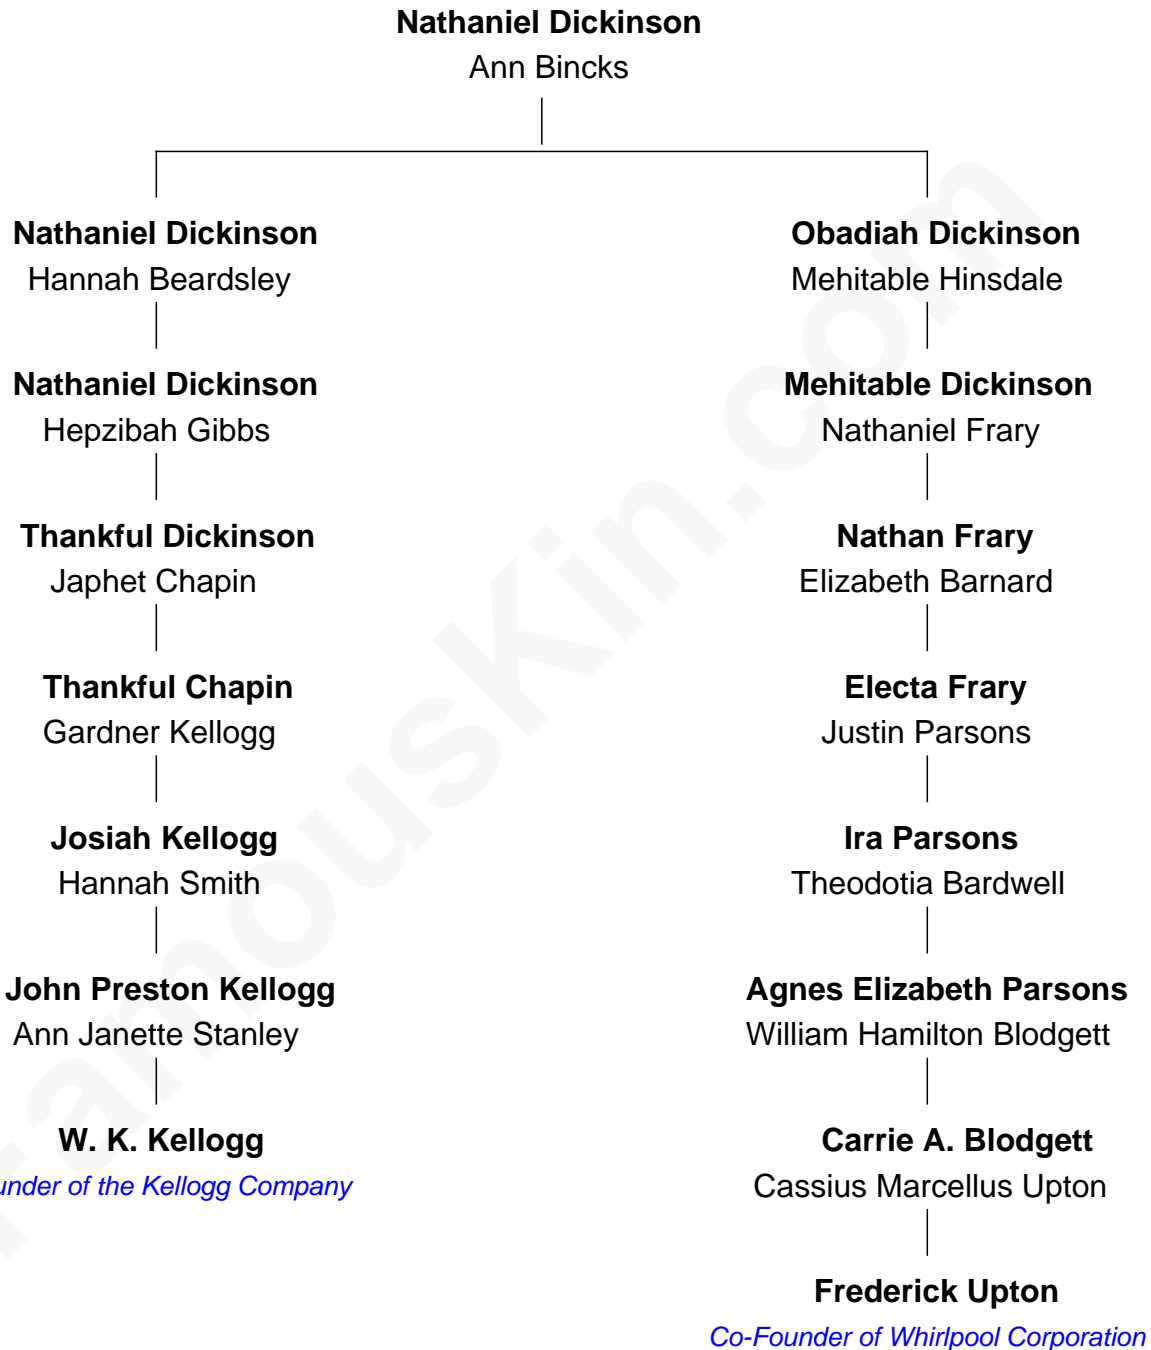 Nathaniel Dickinson
Ann Bincks
Nathaniel Dickinson
Hannah Beardsley
Obadiah Dickinson
Mehitable Hinsdale
Nathaniel Dickinson
Hepzibah Gibbs
Mehitable Dickinson
Nathaniel Frary
Thankful Dickinson
Japhet Chapin
Nathan Frary
Elizabeth Barnard
Thankful Chapin
Gardner Kellogg
Electa Frary
Justin Parsons
Josiah Kellogg
Hannah Smith
Ira Parsons
Theodotia Bardwell
John Preston Kellogg
Ann Janette Stanley
Agnes Elizabeth Parsons
William Hamilton Blodgett
W. K. Kellogg
under of the Kellogg Company
Carrie A. Blodgett
Cassius Marcellus Upton
Frederick Upton
Co-Founder of Whirlpool Corporation
FamousKin.com